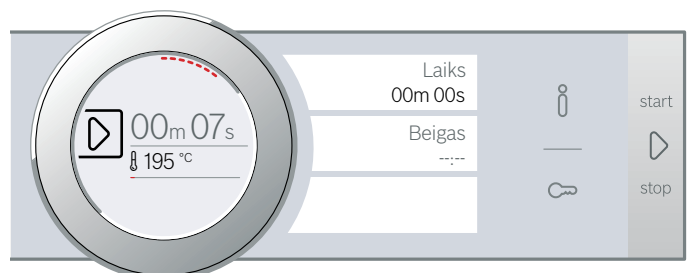 00m 07s
195 °C
Laiks
00m 00s
Beigas
--:--
start
stop